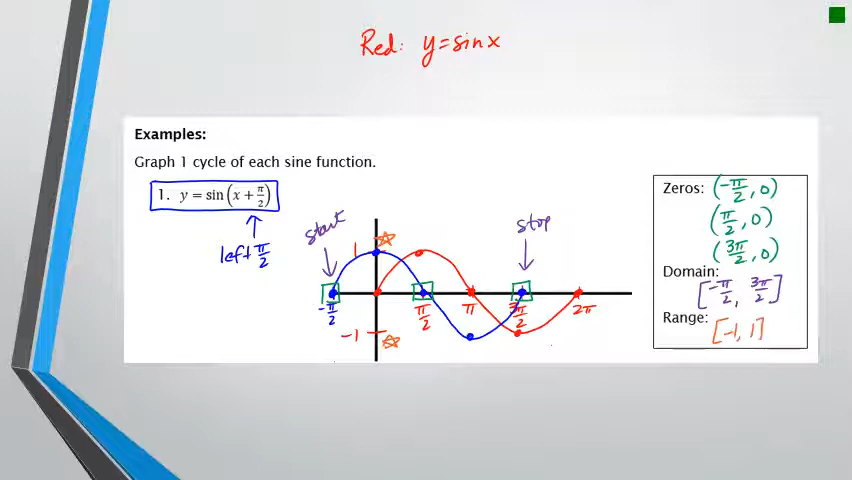 Red: y=sinx
Examples:
Graph 1 cycle of each sine function.
1. y = sin(x + π/2)
left π/2
start
stop
1
-1
-π/2
π/2
π
3π/2
2π
Zeros: (-π/2, 0)
(π/2, 0)
(3π/2, 0)
Domain:
[-π/2, 3π/2]
Range:
[-1, 1]